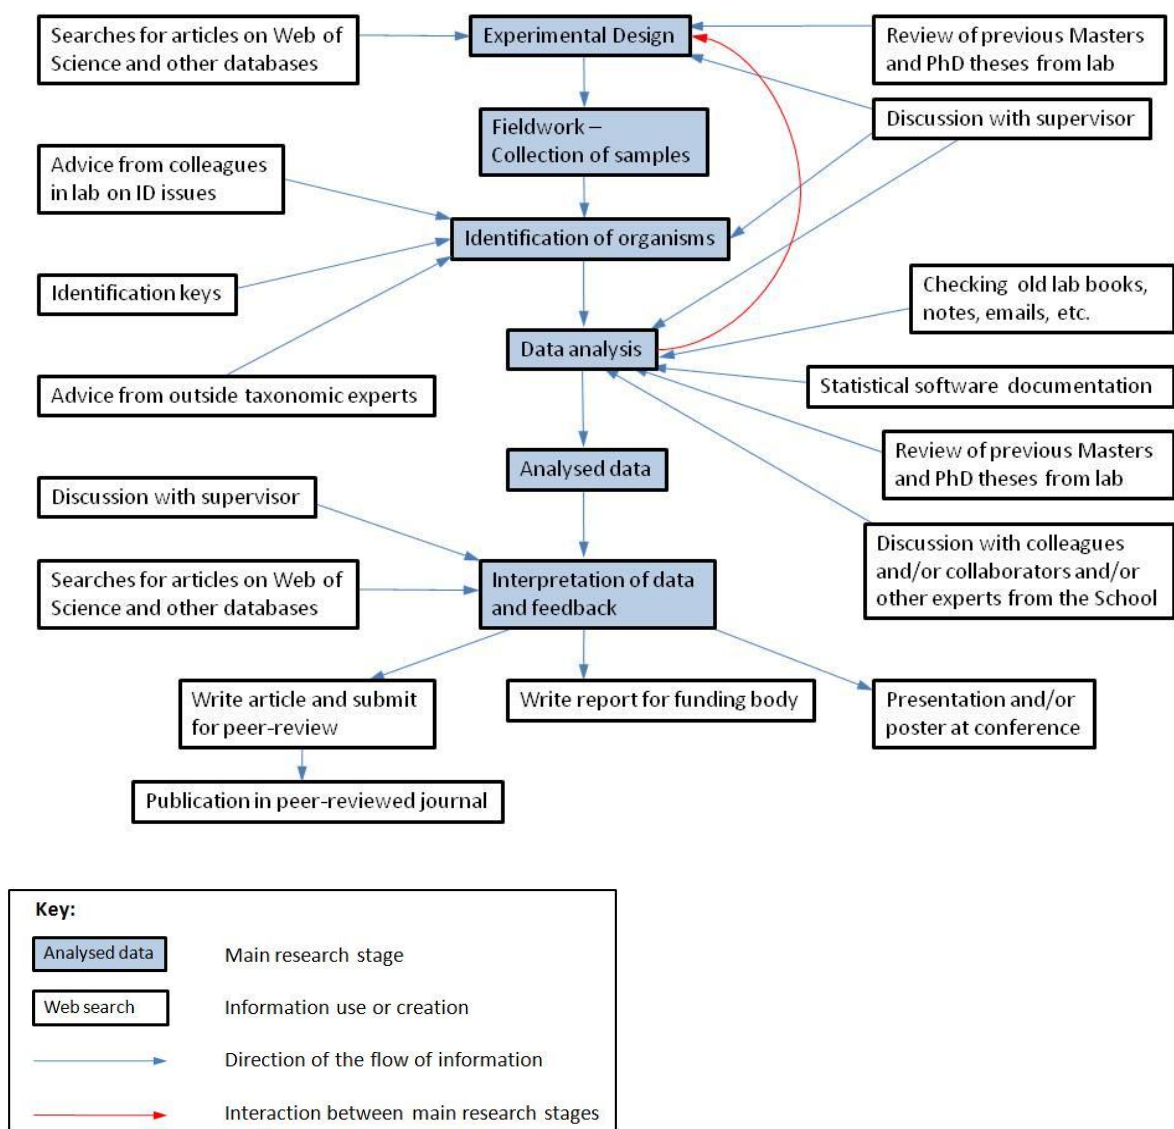 Searches for articles on Web of
Science and other databases
Experimental Design
Review of previous Masters
and PhD theses from lab
Discussion with supervisor
Fieldwork –
Collection of samples
Advice from colleagues
in lab on ID issues
Identification of organisms
Identification keys
Checking old lab books,
notes, emails, etc.
Data analysis
Advice from outside taxonomic experts
Statistical software documentation
Review of previous Masters
and PhD theses from lab
Analysed data
Discussion with supervisor
Discussion with colleagues
and/or collaborators and/or
other experts from the School
Searches for articles on Web of
Science and other databases
Interpretation of data
and feedback
Write article and submit
for peer-review
Write report for funding body
Presentation and/or
poster at conference
Publication in peer-reviewed journal
Key:
Analysed data
Main research stage
Web search
Information use or creation
Direction of the flow of information
Interaction between main research stages